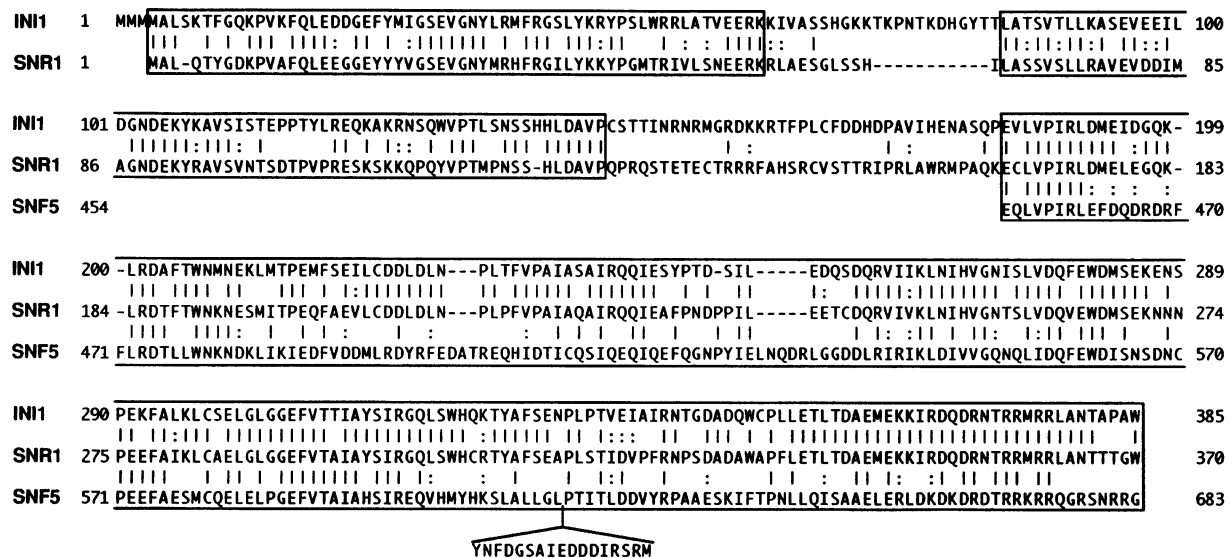 INI1 1 MMMMALSKTFGQKPVKFQLEDDGEFYMIGSEVGNYLRMFRGSLYKRYPSLWRRLATVEERKKIVASSHGKKTKPNTKDHGYTTLATSVTLLKASEVEEIL 100
SNR1 1 MAL-QTYGDKPVAFQLEEGGEYYYVGSEVGNYMRHFRGILYKKYPGMTRIVLSNEERKRLAESGLSSH-----------ILASSVSLLRAVEVDDIM 85
INI1 101 DGNDEKYKAVSISTEPPTYLREQKAKRNSQWVPTLSNSSHHLDAVPCSTTINRNRMGRDKKRTFPLCFDDHDPAVIHENASQPEVLVPIRLDMEIDGQK- 199
SNR1 86 AGNDEKYRAVSVNTSDTPVPRESKSKKQPQYVPTMPNSS-HLDAVPQPRQSTETECTRRRFAHSRCVSTTRIPRLAWRMPAQKECLVPIRLDMELEGQK- 183
SNF5 454 EQLVPIRLEFDQDRDRF 470
INI1 200 -LRDAFTWNMNEKLMTPEMFSEILCDDLDLN---PLTFVPAIASAIRQQIESYPTD-SIL-----EDQSDQRVIIKLNIHVGNISLVDQFEWDMSEKENS 289
SNR1 184 -LRDTFTWNKNESMITPEQFAEVLCDDLDLN---PLPFVPAIAQAIRQQIEAFPNDPPIL-----EETCDQRVIVKLNIHVGNTSLVDQVEWDMSEKNNN 274
SNF5 471 FLRDTLLWNKNDKLIKIEDFVDDMLRDYRFEDATREQHIDTICQSIQEQIQEFQGNPYIELNQDRLGGDDLRIRIKLDIVVGQNQLIDQFEWDISNSDNC 570
INI1 290 PEKFALKLCSELGLGGEFVTTIAYSIRGQLSWHQKTYAFSENPLPTVEIAIRNTGDADQWCPLLETLTDAEMEKKIRDQDRNTRRMRRLANTAPAW 385
SNR1 275 PEEFAIKLCAELGLGGEFVTAIAYSIRGQLSWHCRTYAFSEAPLSTIDVPFRNPSDADAWAPFLETLTDAEMEKKIRDQDRNTRRMRRLANTTTGW 370
SNF5 571 PEEFAESMCQELELPGEFVTAIAHSIREQVHMYHKSLALLGLPTITLDDVYRPAAESKIFTPNLLQISAAELERLDKDKDRDTRRKRRQGRSNRRG 683
YNFDGSAIEDDDIRSRM